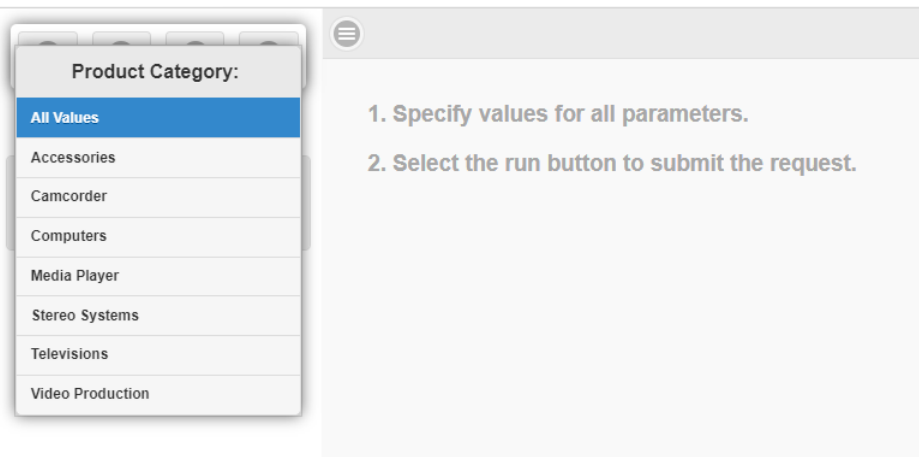 Product Category:
All Values
Accessories
Camcorder
Computers
Media Player
Stereo Systems
Televisions
Video Production
1. Specify values for all parameters.
2. Select the run button to submit the request.